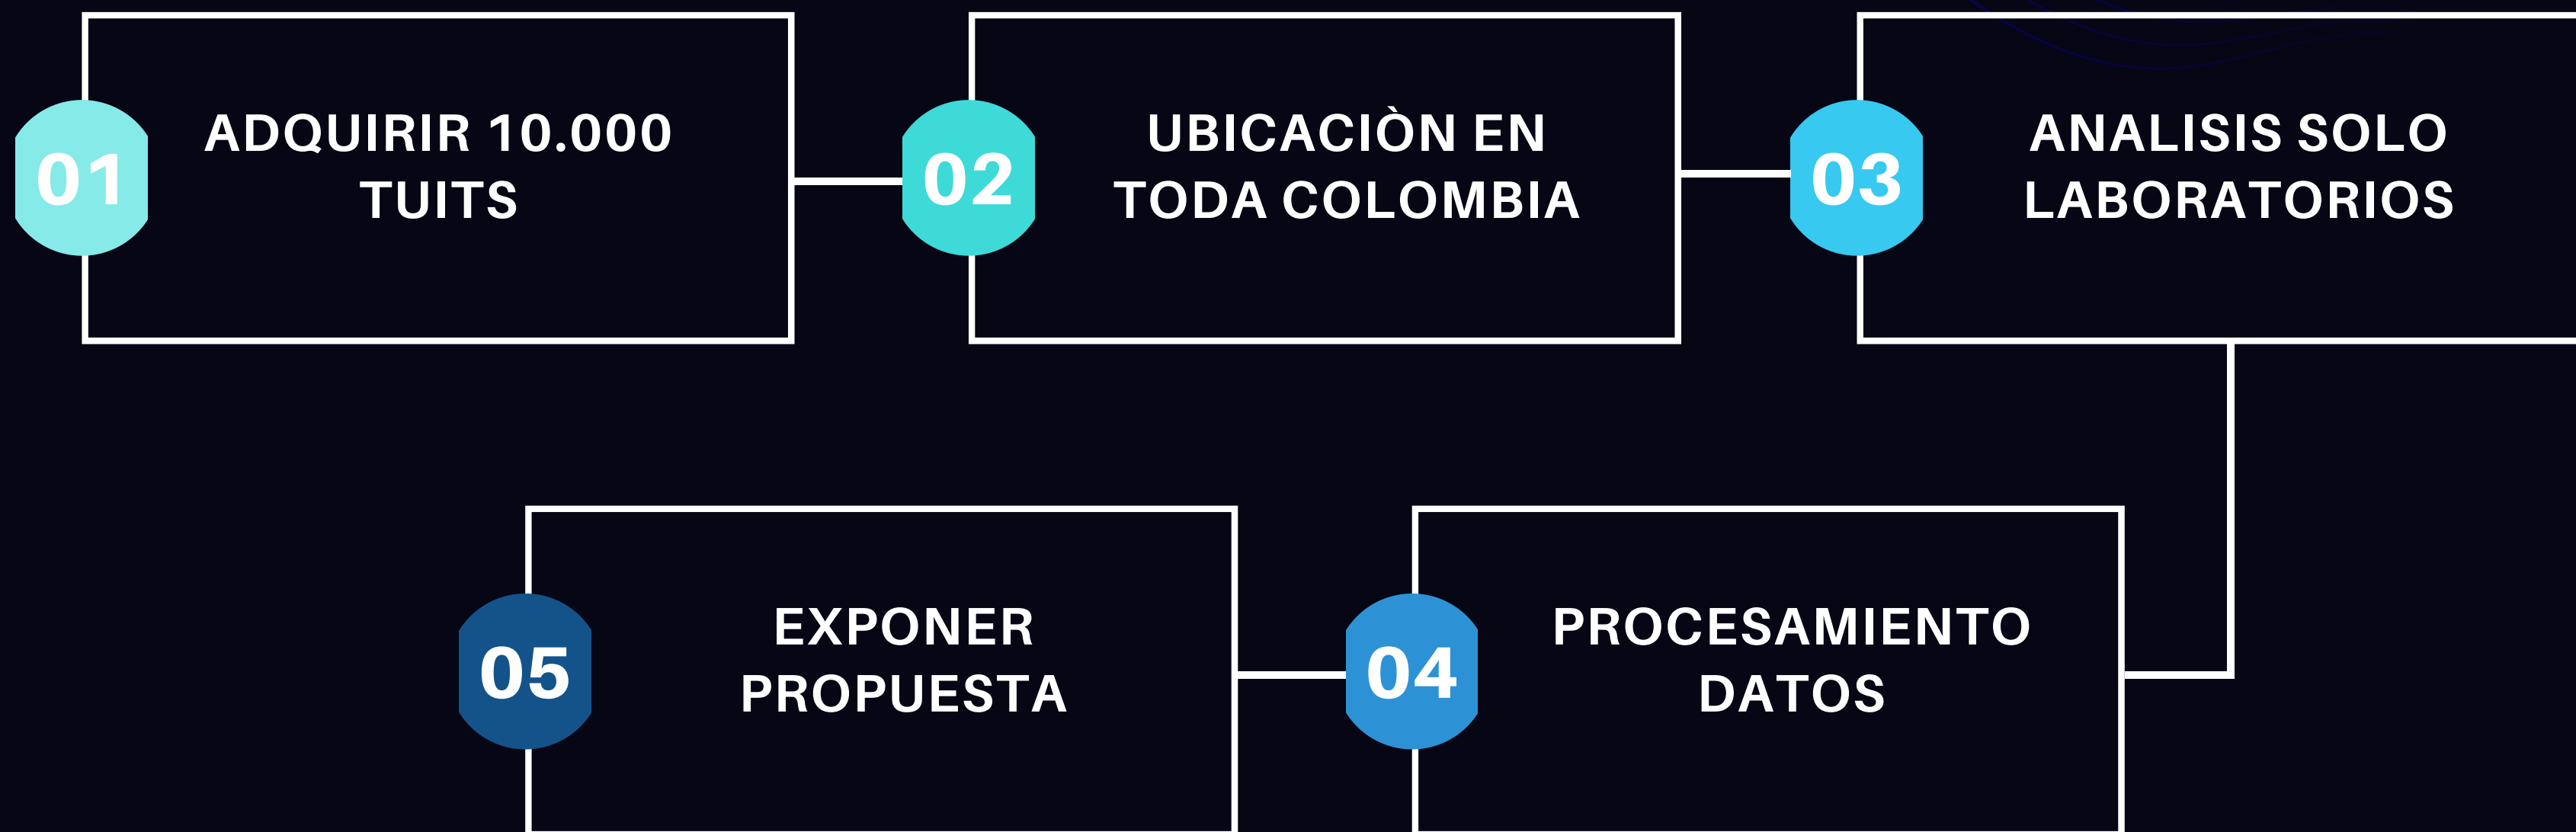 01
ADQUIRIR 10.000
TUITS
02
UBICACIÒN EN
TODA COLOMBIA
03
ANALISIS SOLO
LABORATORIOS
04
PROCESAMIENTO
DATOS
05
EXPONER
PROPUESTA